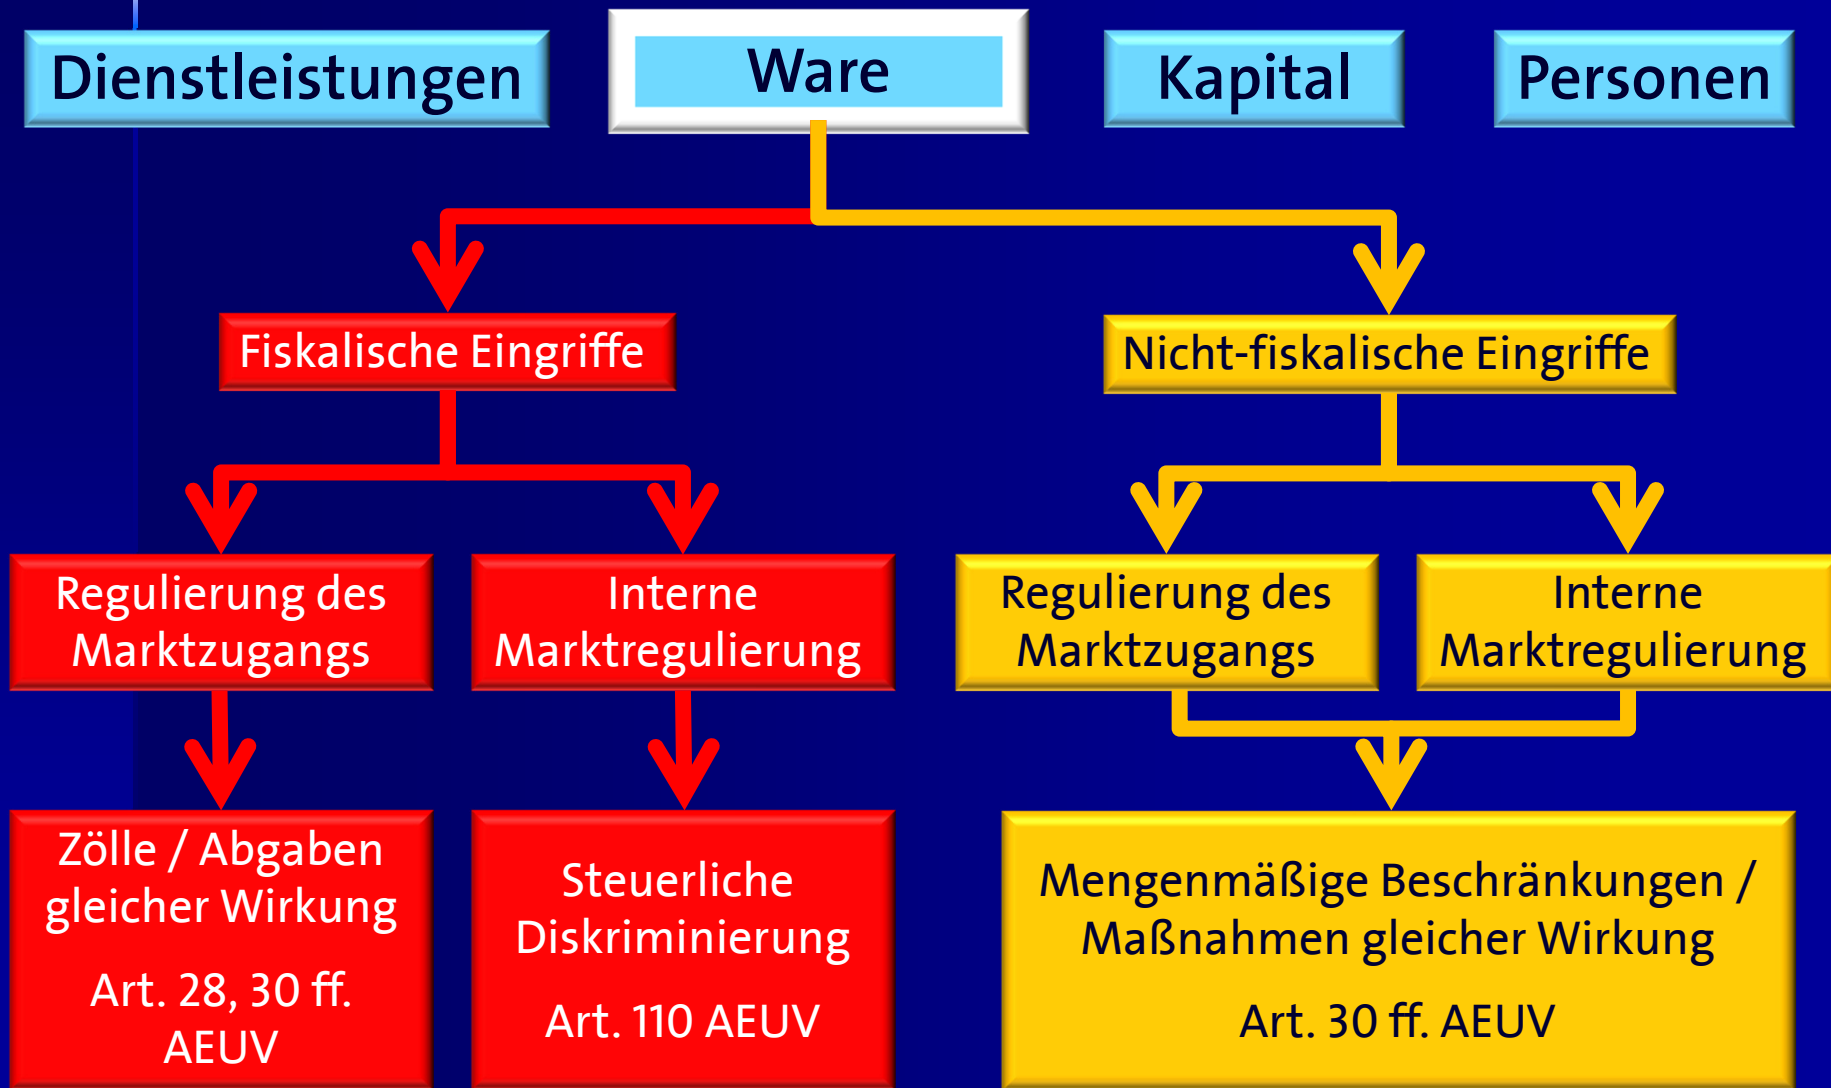 Dienstleistungen
Ware
Kapital
Personen
Fiskalische Eingriffe
Nicht-fiskalische Eingriffe
Regulierung des
Marktzugangs
Interne
Marktregulierung
Regulierung des
Marktzugangs
Interne
Marktregulierung
Zölle / Abgaben
gleicher Wirkung
Art. 28, 30 ff.
AEUV
Steuerliche
Diskriminierung
Art. 110 AEUV
Mengenmäßige Beschränkungen /
Maßnahmen gleicher Wirkung
Art. 30 ff. AEUV